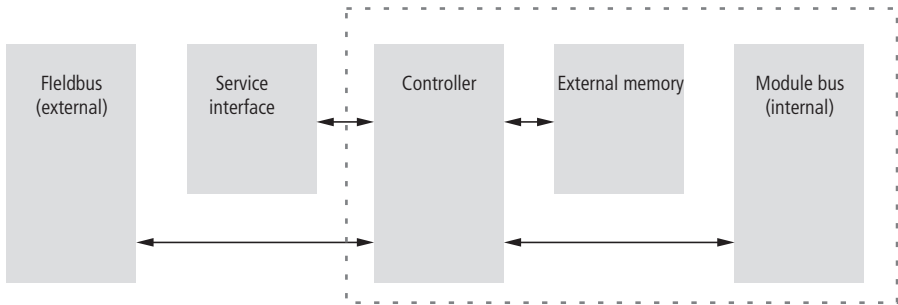 FIeldbus
(external)
Service
interface
Controller
External memory
Module bus
(internal)